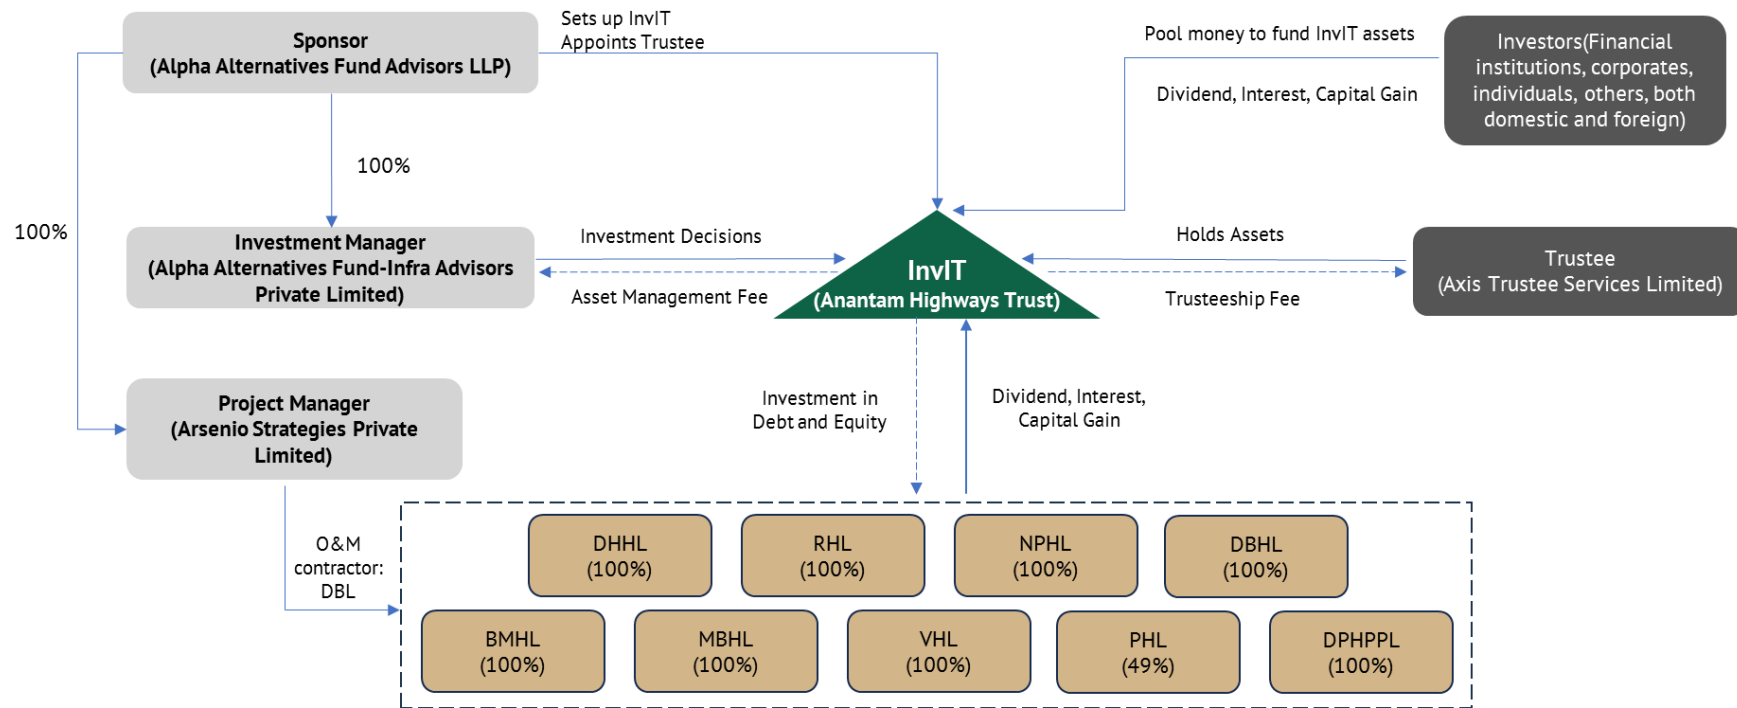 Sponsor
(Alpha Alternatives Fund Advisors LLP)
Sets up InvIT
Appoints Trustee
Pool money to fund InvIT assets
Dividend, Interest, Capital Gain
Investors(Financial
institutions, corporates,
individuals, others, both
domestic and foreign)
100%
100%
Investment Manager
(Alpha Alternatives Fund-Infra Advisors
Private Limited)
Investment Decisions
Asset Management Fee
InvIT
(Anantam Highways Trust)
Holds Assets
Trusteeship Fee
Trustee
(Axis Trustee Services Limited)
Project Manager
(Arsenio Strategies Private
Limited)
Investment in
Debt and Equity
Dividend, Interest,
Capital Gain
O&M
contractor:
DBL
DHHL
(100%)
RHL
(100%)
NPHL
(100%)
DBHL
(100%)
BMHL
(100%)
MBHL
(100%)
VHL
(100%)
PHL
(49%)
DPHPPL
(100%)